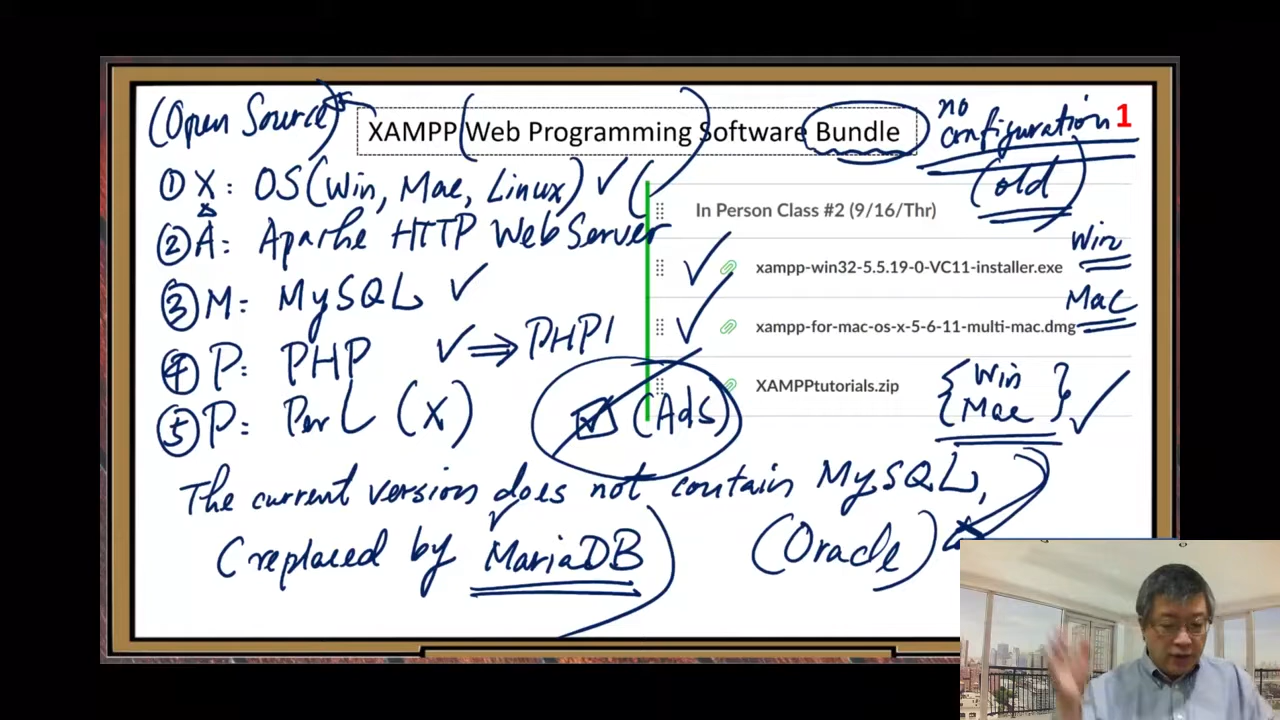 (Open Source)
XAMPP Web Programming Software Bundle
no configuration 1
(old)
① X: OS (Win, Mac, Linux) ✓
② A: Apache HTTP Web Server
③ M: MySQL ✓
④ P: PHP ✓ ⇒ PHP1
⑤ P: Perl (X)
In Person Class #2 (9/16/Thr)
Win
xampp-win32-5.5.19-0-VC11-installer.exe
Mac
xampp-for-mac-os-x-5-6-11-multi-mac.dmg
XAMPPtutorials.zip
{Win
Mac} ✓
(Ads)
The current version does not contain MySQL,
(replaced by MariaDB) (Oracle)